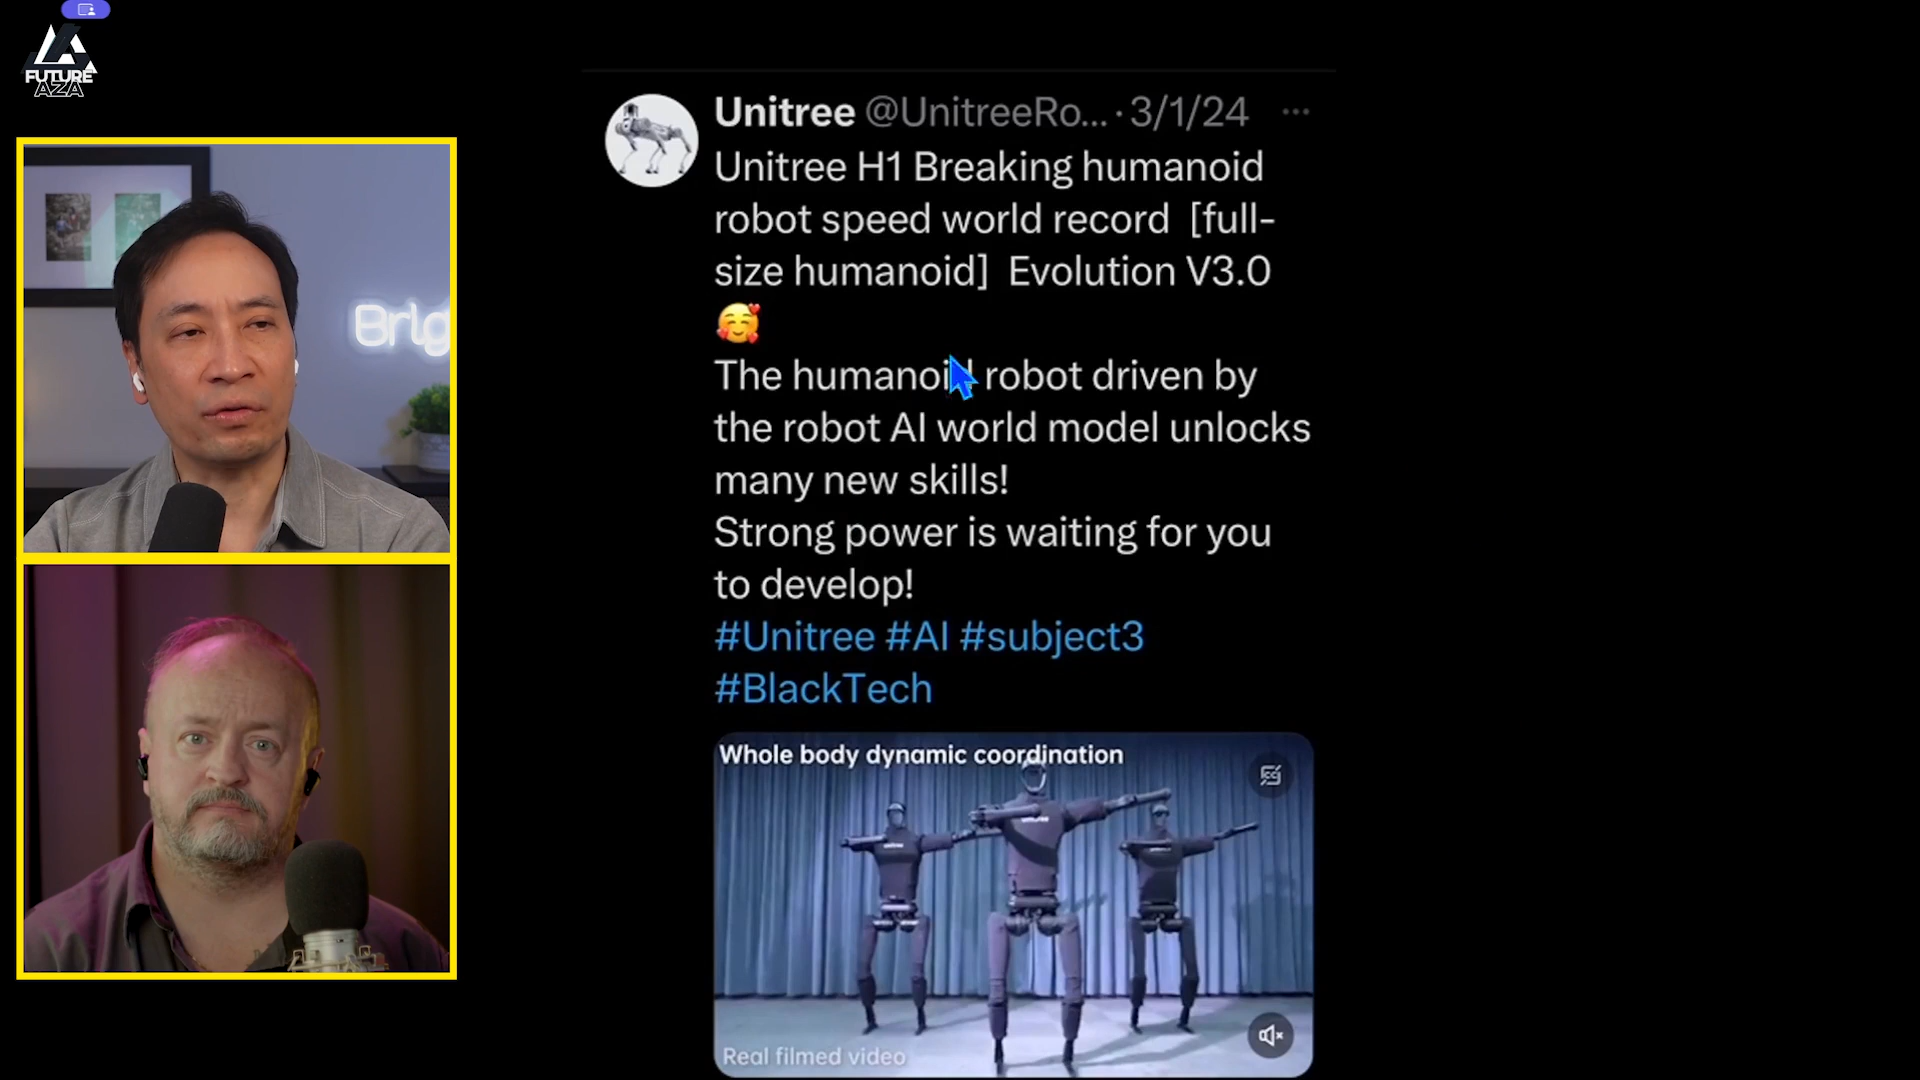 FUTURE
AZA
Brig
Unitree @UnitreeRo... · 3/1/24
Unitree H1 Breaking humanoid
robot speed world record [full-
size humanoid] Evolution V3.0
🥰
The humanoid robot driven by
the robot AI world model unlocks
many new skills!
Strong power is waiting for you
to develop!
#Unitree #AI #subject3
#BlackTech
Whole body dynamic coordination
Real filmed video